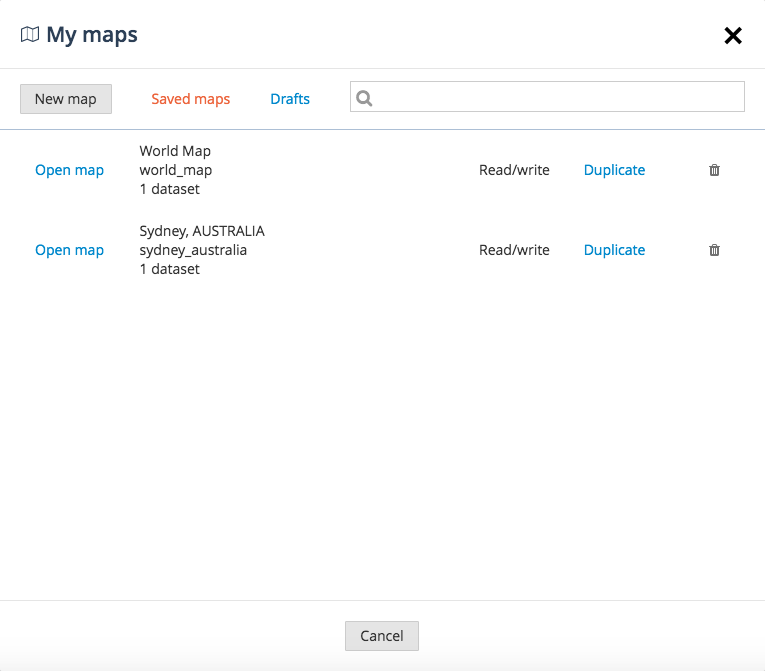 My maps
New map Saved maps Drafts
World Map
Open map world_map Read/write Duplicate
1 dataset
Sydney, AUSTRALIA
Open map sydney_australia Read/write Duplicate
1 dataset
Cancel